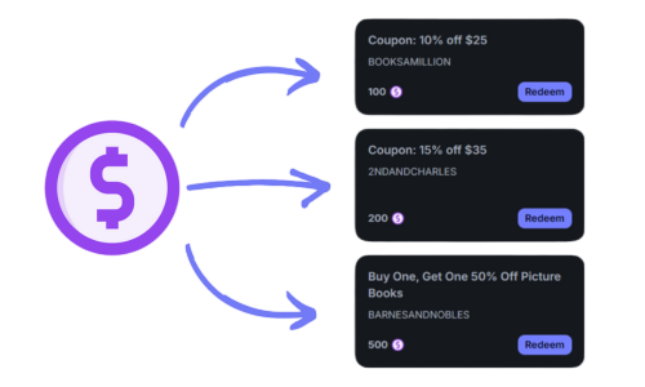 $
Coupon: 10% off $25
BOOKSAMILLION
100 $ Redeem
Coupon: 15% off $35
2NDANDCHARLES
200 $ Redeem
Buy One, Get One 50% Off Picture
Books
BARNESANDNOBLES
500 $ Redeem